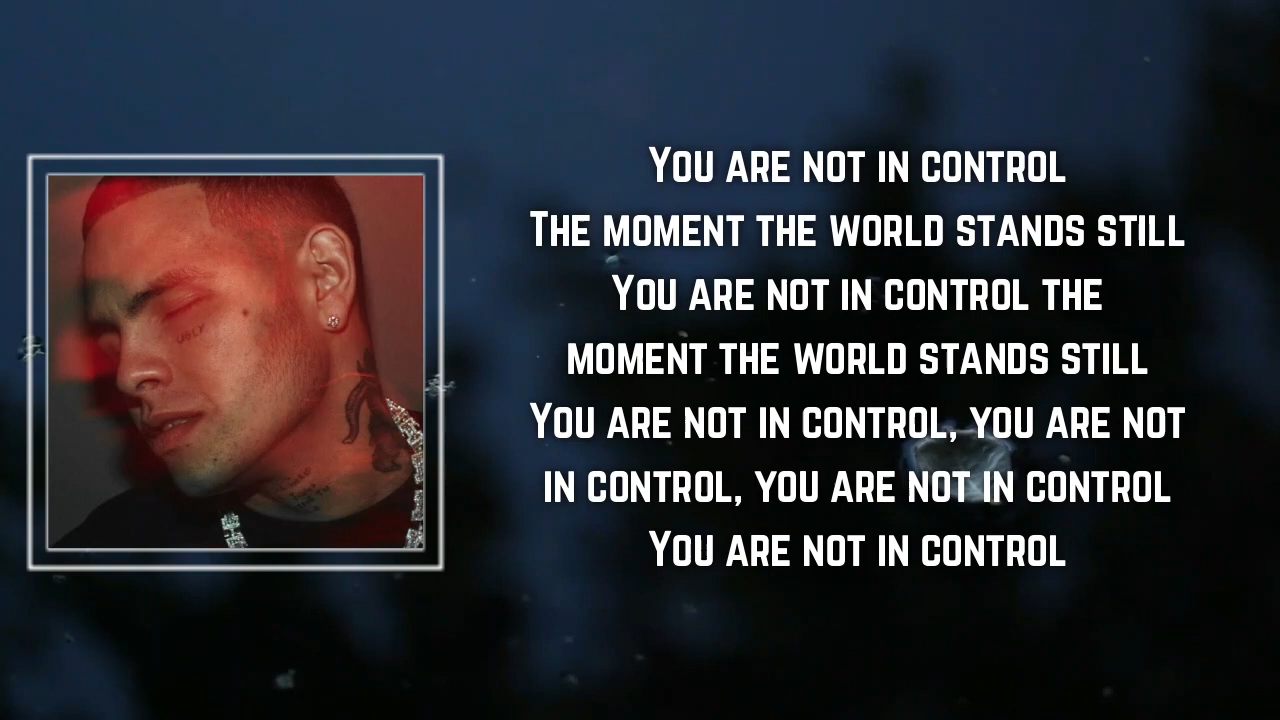 You are not in control
The moment the world stands still
You are not in control the
moment the world stands still
You are not in control, you are not
in control, you are not in control
You are not in control